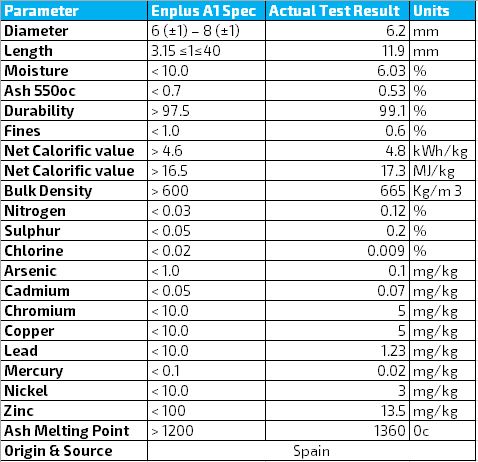 Parameter Enplus A1 Spec Actual Test Result Units
Diameter 6 (±1) – 8 (±1) 6.2 mm
Length 3.15 ≤1≤40 11.9 mm
Moisture < 10.0 6.03 %
Ash 550oc < 0.7 0.53 %
Durability > 97.5 99.1 %
Fines < 1.0 0.6 %
Net Calorific value > 4.6 4.8 kWh/kg
Net Calorific value > 16.5 17.3 MJ/kg
Bulk Density > 600 665 Kg/m 3
Nitrogen < 0.03 0.12 %
Sulphur < 0.05 0.2 %
Chlorine < 0.02 0.009 %
Arsenic < 1.0 0.1 mg/kg
Cadmium < 0.05 0.07 mg/kg
Chromium < 10.0 5 mg/kg
Copper < 10.0 5 mg/kg
Lead < 10.0 1.23 mg/kg
Mercury < 0.1 0.02 mg/kg
Nickel < 10.0 3 mg/kg
Zinc < 100 13.5 mg/kg
Ash Melting Point > 1200 1360 0c
Origin & Source Spain